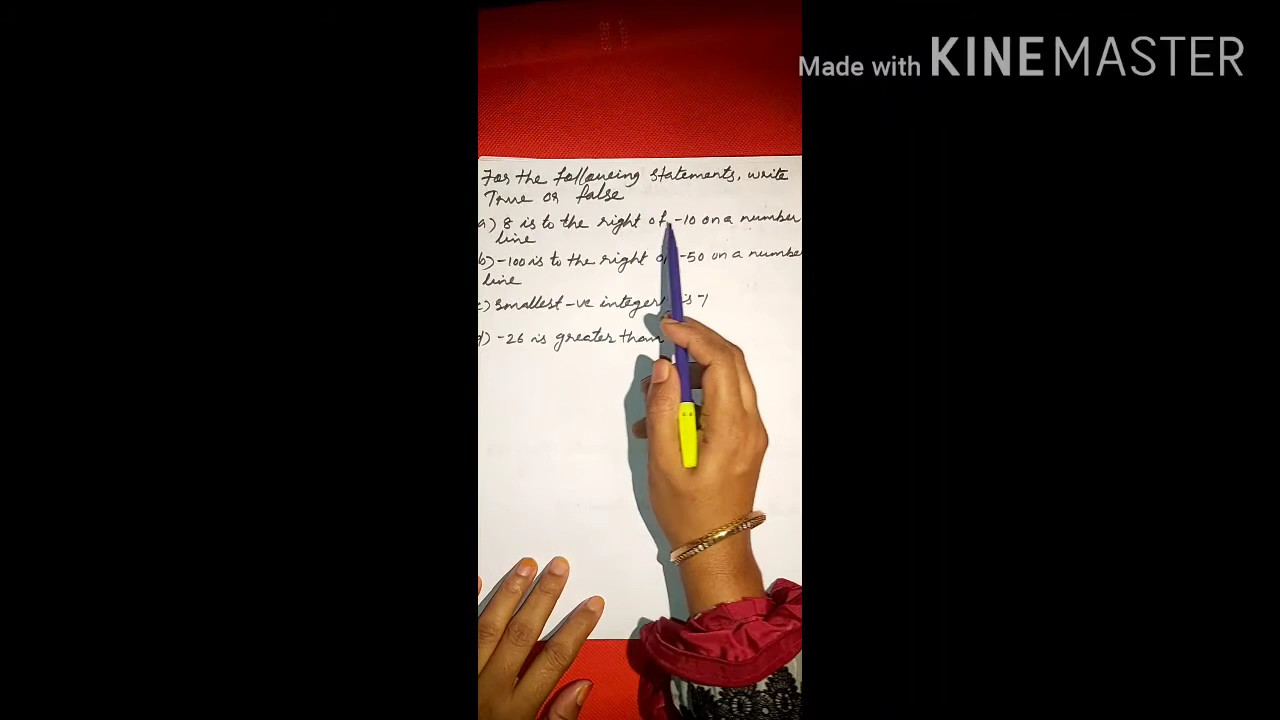 Made with KINEMASTER
For the following statements, write
True or false
a) 8 is to the right of -10 on a number
line
b) -100 is to the right of -50 on a number
line
c) smallest -ve integer is -1
d) -26 is greater than